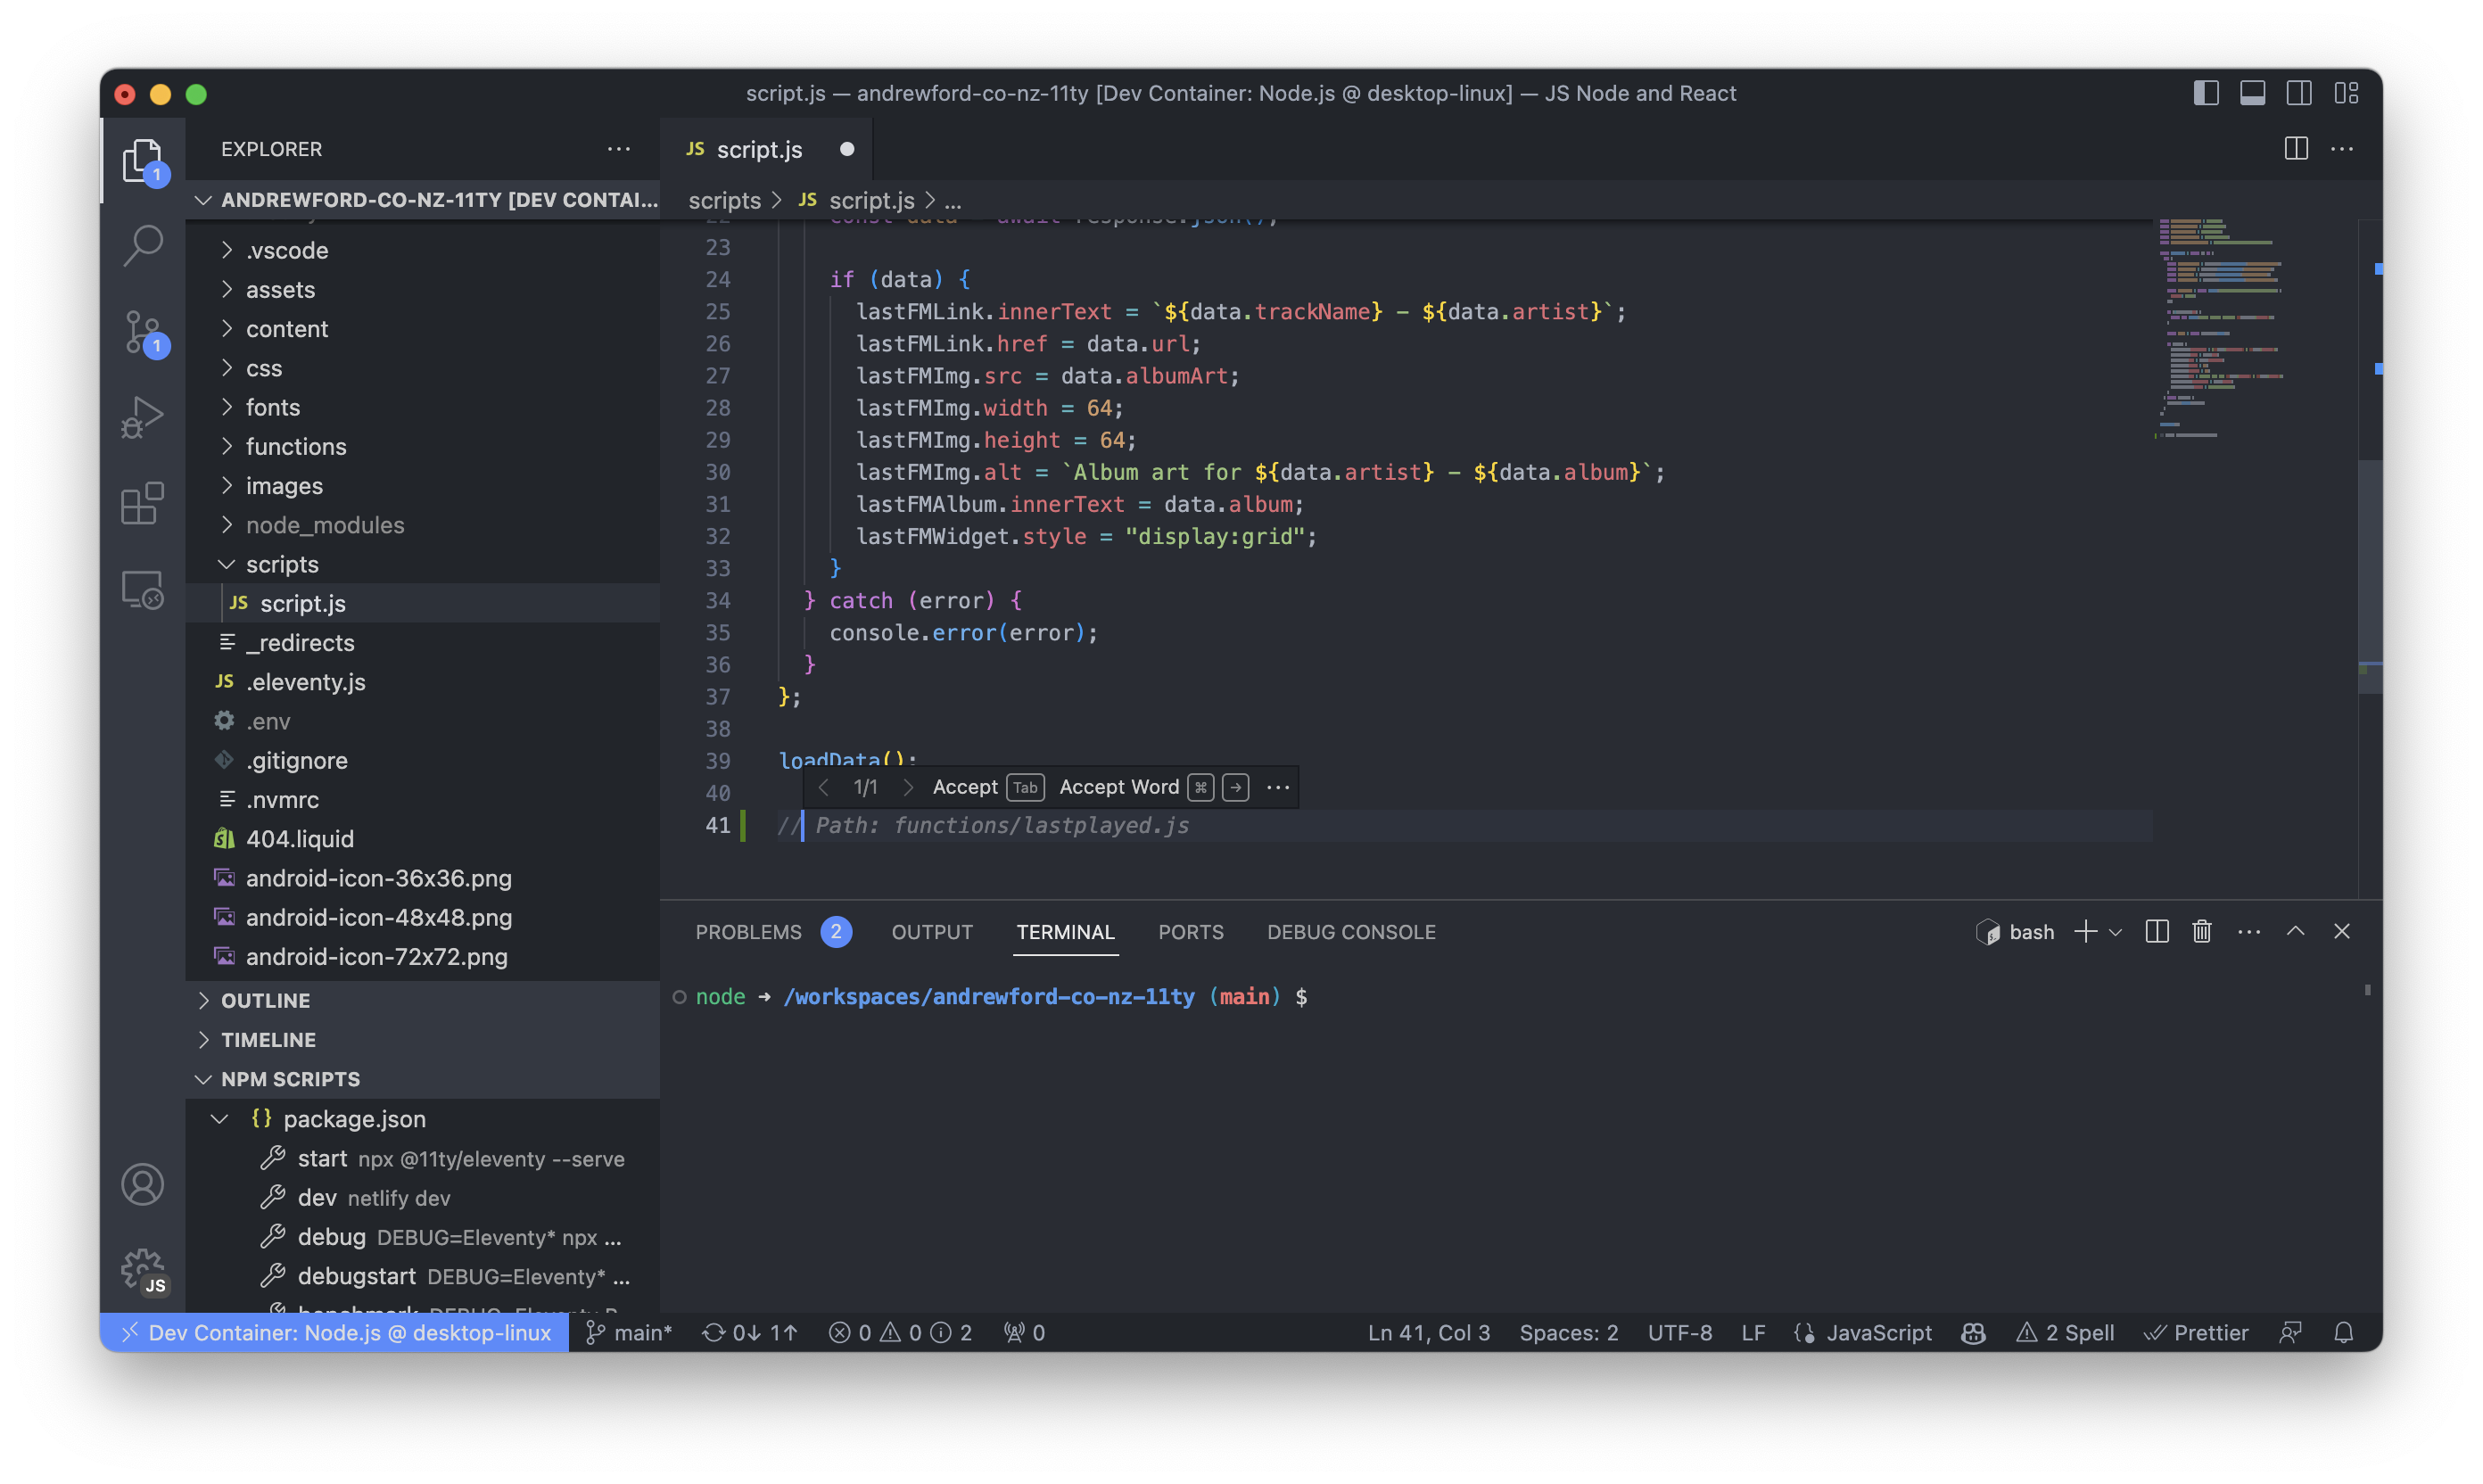 script.js — andrewford-co-nz-11ty [Dev Container: Node.js @ desktop-linux] — JS Node and React
EXPLORER
1
1
JS
ANDREWFORD-CO-NZ-11TY [DEV CONTAI...
.vscode
assets
content
css
fonts
functions
images
node_modules
scripts
JS script.js
_redirects
JS .eleventy.js
.env
.gitignore
.nvmrc
404.liquid
android-icon-36x36.png
android-icon-48x48.png
android-icon-72x72.png
OUTLINE
TIMELINE
NPM SCRIPTS
{} package.json
start npx @11ty/eleventy --serve
dev netlify dev
debug DEBUG=Eleventy* npx ...
debugstart DEBUG=Eleventy* ...
JS script.js
scripts > JS script.js > ...
23
24 if (data) {
25 lastFMLink.innerText = `${data.trackName} - ${data.artist}`;
26 lastFMLink.href = data.url;
27 lastFMImg.src = data.albumArt;
28 lastFMImg.width = 64;
29 lastFMImg.height = 64;
30 lastFMImg.alt = `Album art for ${data.artist} - ${data.album}`;
31 lastFMAlbum.innerText = data.album;
32 lastFMWidget.style = "display:grid";
33 }
34 } catch (error) {
35 console.error(error);
36 }
37 };
38
39 loadData();
40
1/1 Accept Tab Accept Word ⌘ →
41 // Path: functions/lastplayed.js
PROBLEMS 2 OUTPUT TERMINAL PORTS DEBUG CONSOLE
bash
node ➜ /workspaces/andrewford-co-nz-11ty (main) $
Dev Container: Node.js @ desktop-linux main* 0↓ 1↑ 0 0 2 0 Ln 41, Col 3 Spaces: 2 UTF-8 LF JavaScript 2 Spell Prettier